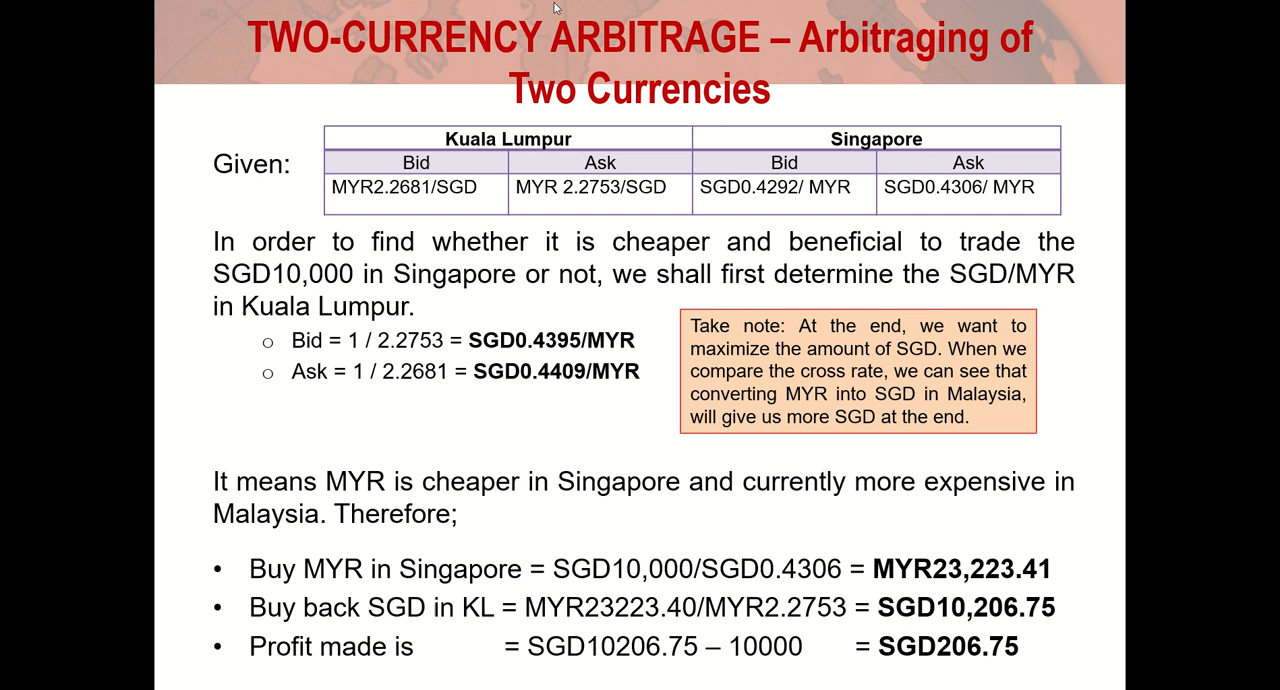 TWO-CURRENCY ARBITRAGE – Arbitraging of
Two Currencies
Given:
Kuala Lumpur Singapore
Bid Ask Bid Ask
MYR2.2681/SGD MYR 2.2753/SGD SGD0.4292/ MYR SGD0.4306/ MYR
In order to find whether it is cheaper and beneficial to trade the
SGD10,000 in Singapore or not, we shall first determine the SGD/MYR
in Kuala Lumpur.
○ Bid = 1 / 2.2753 = SGD0.4395/MYR
○ Ask = 1 / 2.2681 = SGD0.4409/MYR
Take note: At the end, we want to
maximize the amount of SGD. When we
compare the cross rate, we can see that
converting MYR into SGD in Malaysia,
will give us more SGD at the end.
It means MYR is cheaper in Singapore and currently more expensive in
Malaysia. Therefore;
• Buy MYR in Singapore = SGD10,000/SGD0.4306 = MYR23,223.41
• Buy back SGD in KL = MYR23223.40/MYR2.2753 = SGD10,206.75
• Profit made is = SGD10206.75 – 10000 = SGD206.75